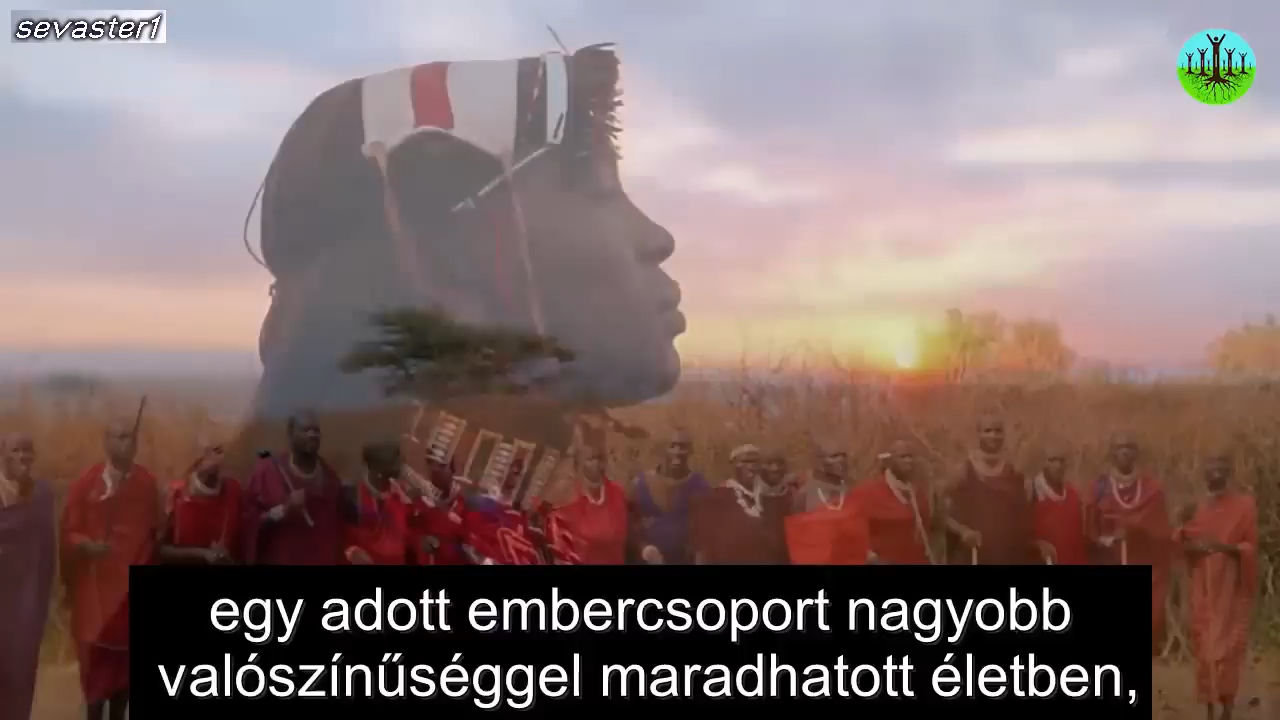 sevaster1
egy adott embercsoport nagyobb
valószínűséggel maradhatott életben,